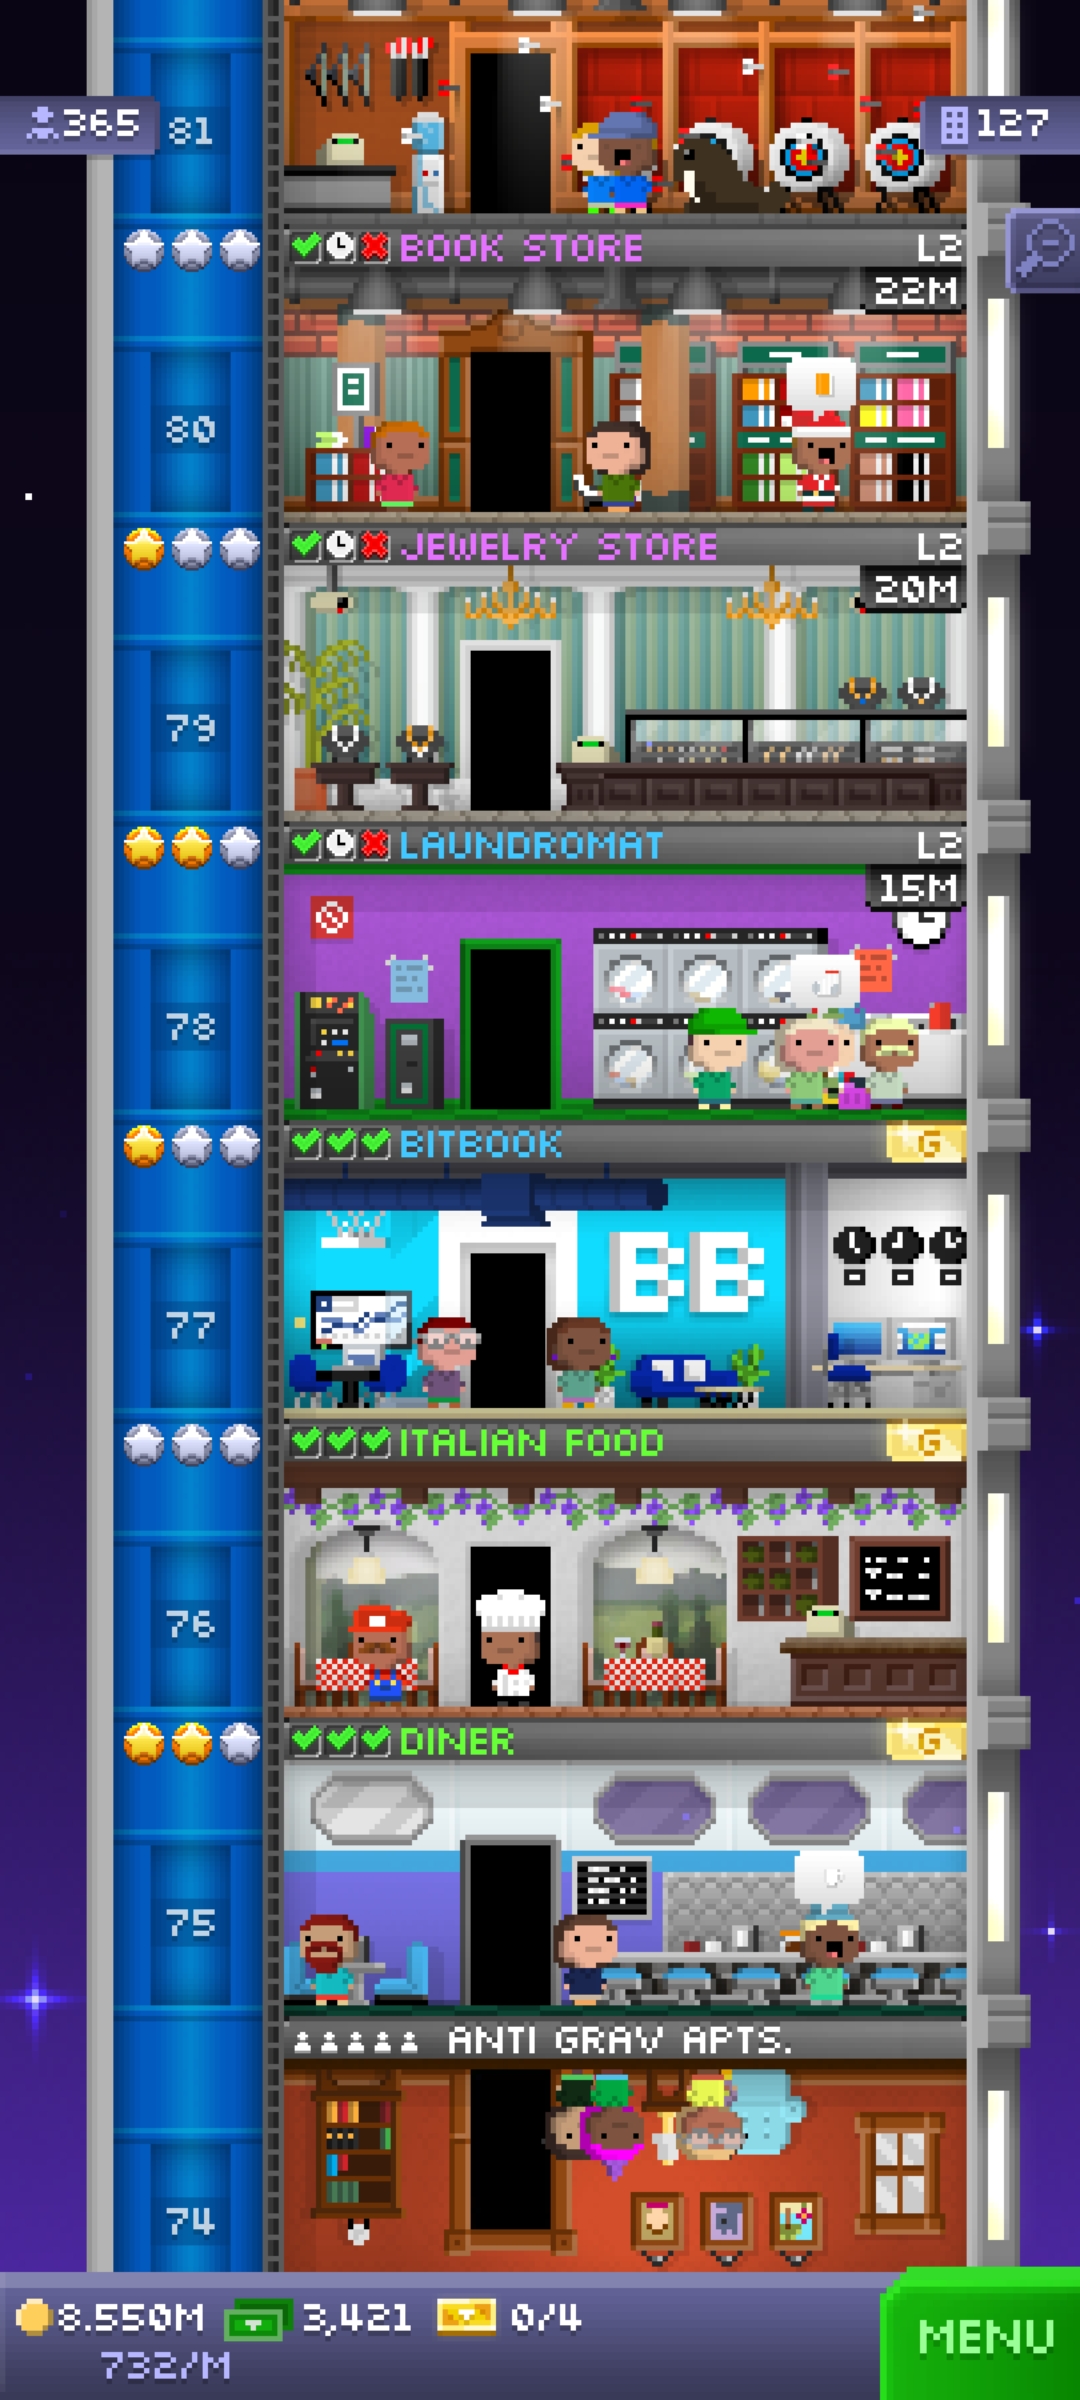 365
81
127
BOOK STORE L2
22M
80
JEWELRY STORE L2
20M
79
LAUNDROMAT L2
15M
78
BITBOOK G
BB
77
ITALIAN FOOD G
76
DINER G
75
ANTI GRAV APTS.
74
8.550M 3,421 0/4
732/M
MENU